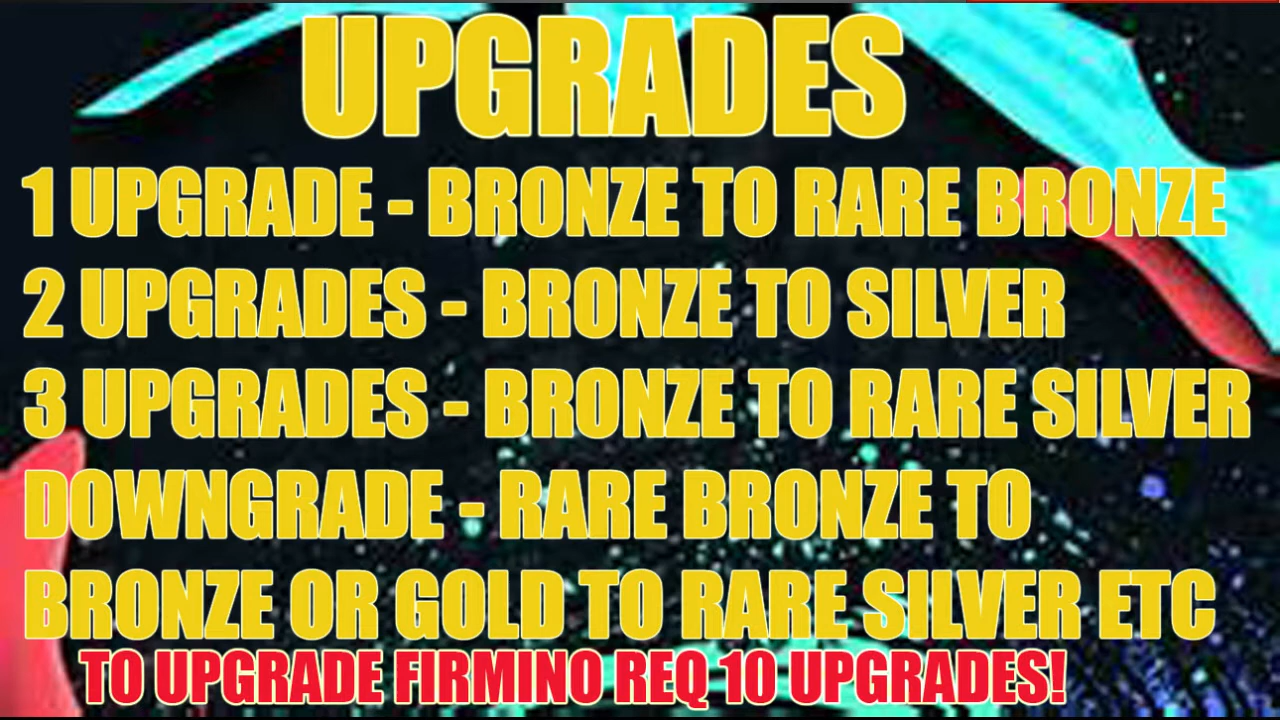 UPGRADES
1 UPGRADE - BRONZE TO RARE BRONZE
2 UPGRADES - BRONZE TO SILVER
3 UPGRADES - BRONZE TO RARE SILVER
DOWNGRADE - RARE BRONZE TO
BRONZE OR GOLD TO RARE SILVER ETC
TO UPGRADE FIRMINO REQ 10 UPGRADES!